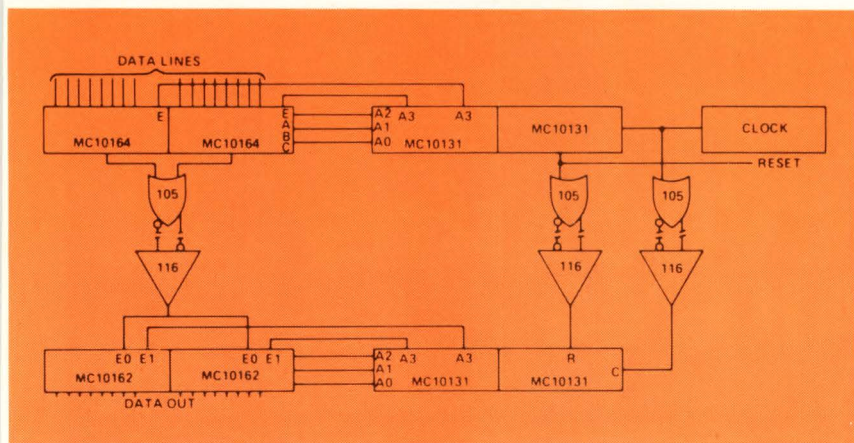 DATA LINES
E
E
A2
A3
A3
A
A1
MC10131
CLOCK
B
A0
MC10164
MC10164
C
MC10131
RESET
105
105
105
116
116
116
E0 E1
E0 E1
A2
A3
A3
R
A1
C
MC10162
MC10162
A0
MC10131
MC10131
DATA OUT